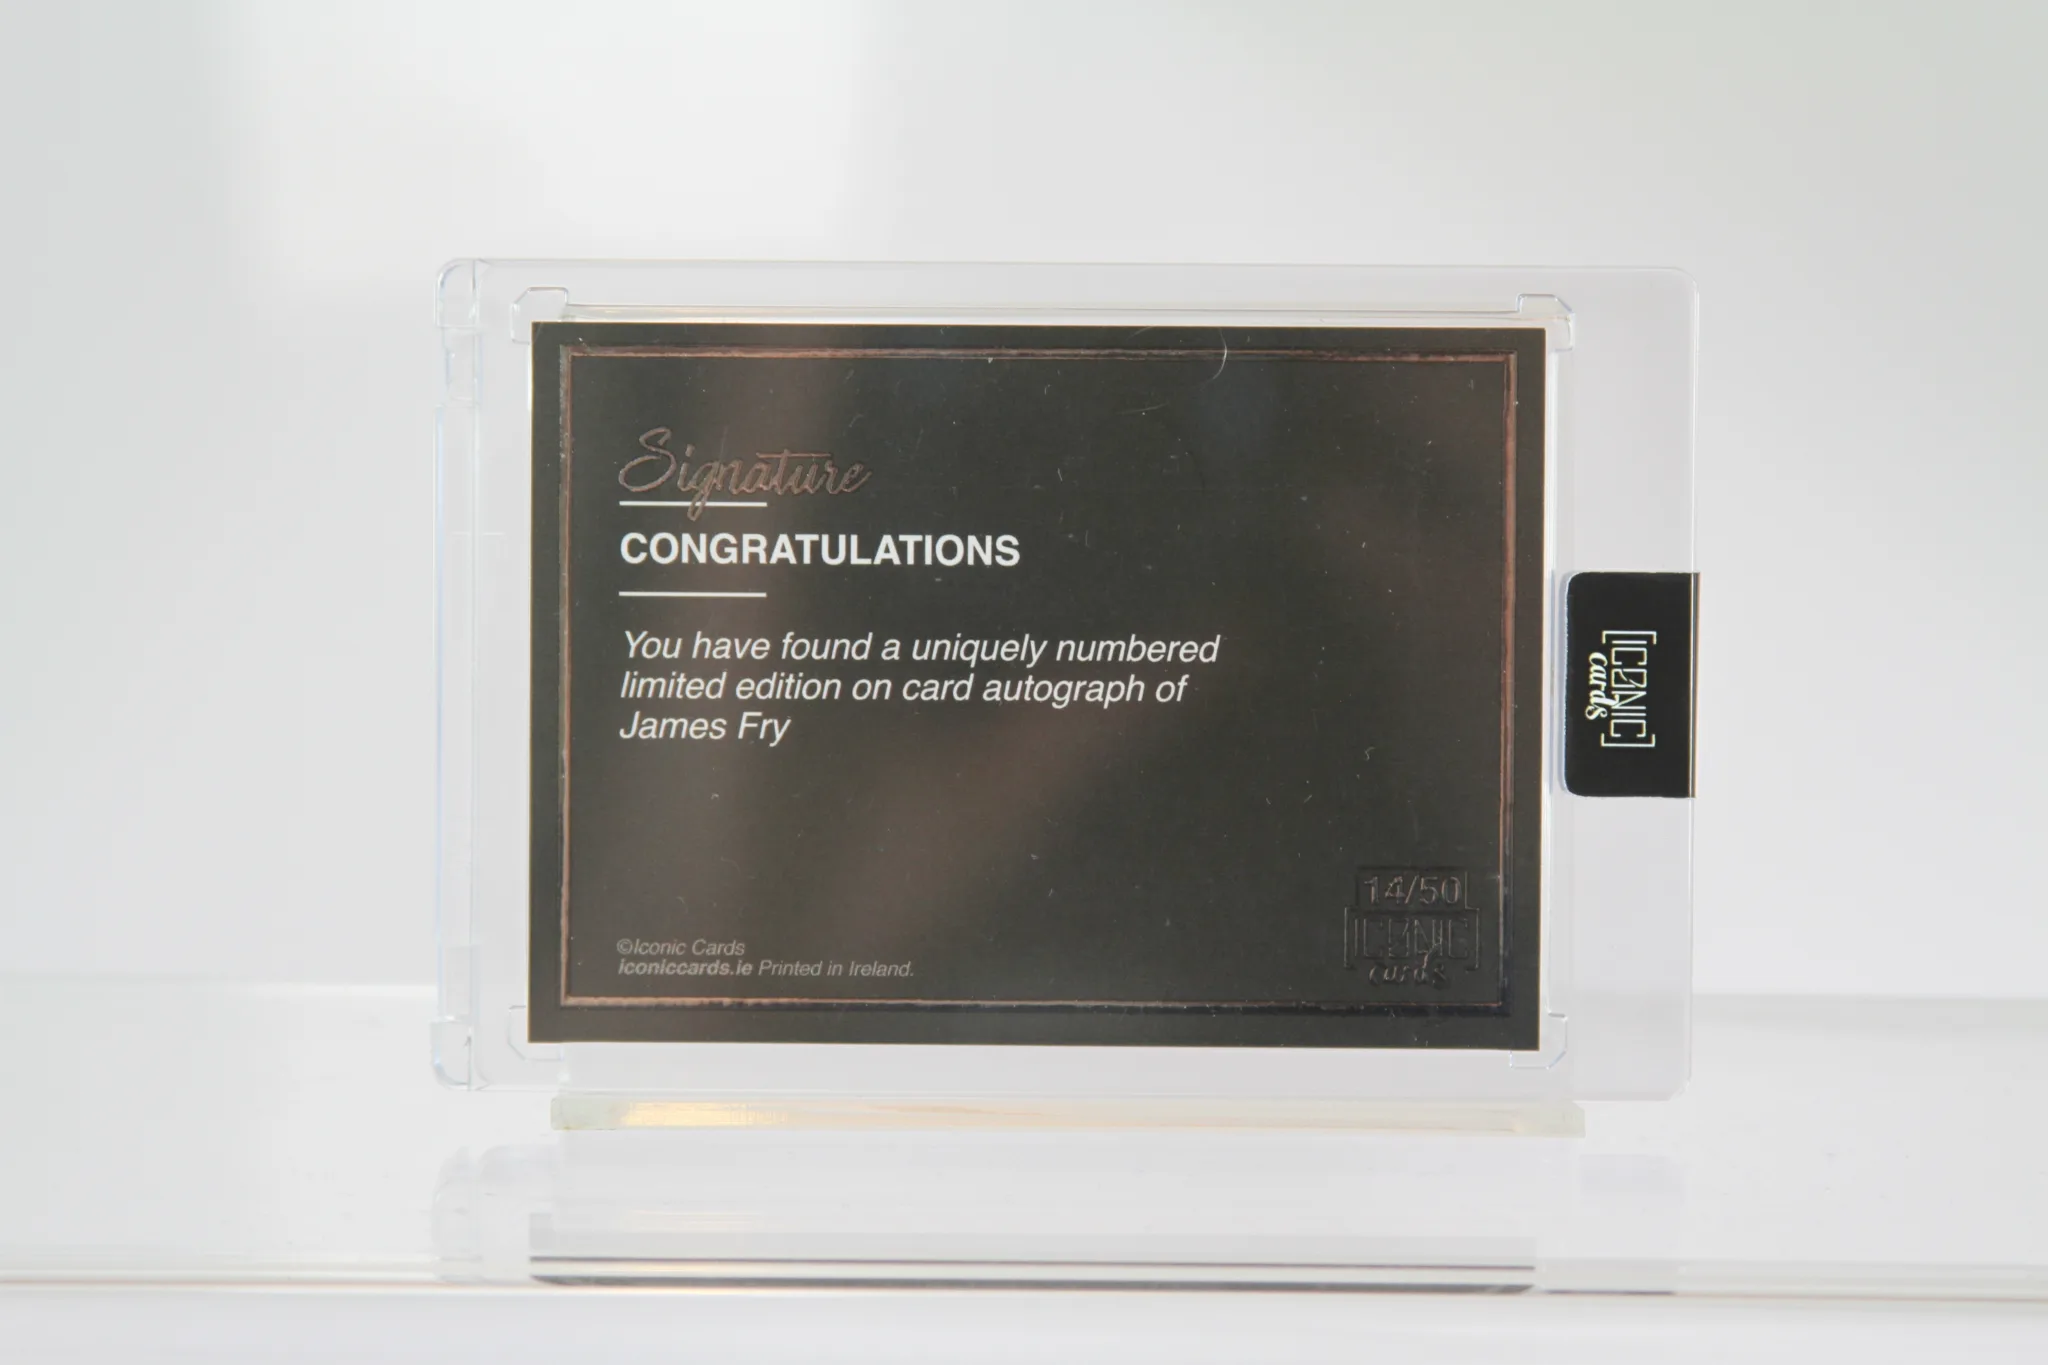 Signature
CONGRATULATIONS
You have found a uniquely numbered
limited edition on card autograph of
James Fry
©Iconic Cards
iconiccards.ie Printed in Ireland.
14/50
[ICONIC]
cards
[ICONIC]
cards